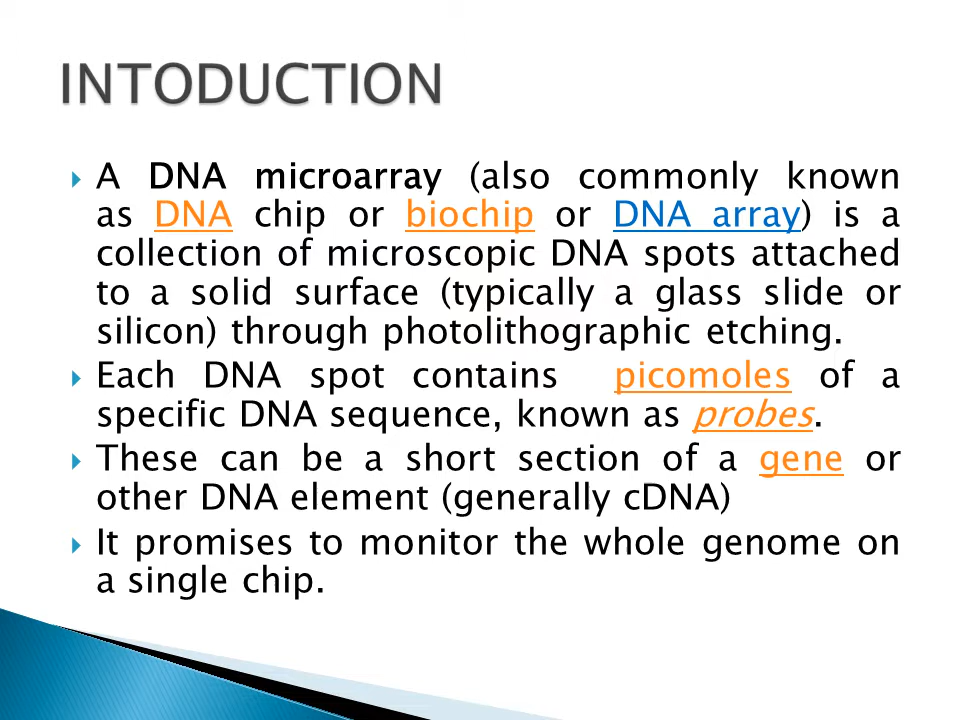 INTODUCTION
A DNA microarray (also commonly known
as DNA chip or biochip or DNA array) is a
collection of microscopic DNA spots attached
to a solid surface (typically a glass slide or
silicon) through photolithographic etching.
Each DNA spot contains picomoles of a
specific DNA sequence, known as probes.
These can be a short section of a gene or
other DNA element (generally cDNA)
It promises to monitor the whole genome on
a single chip.